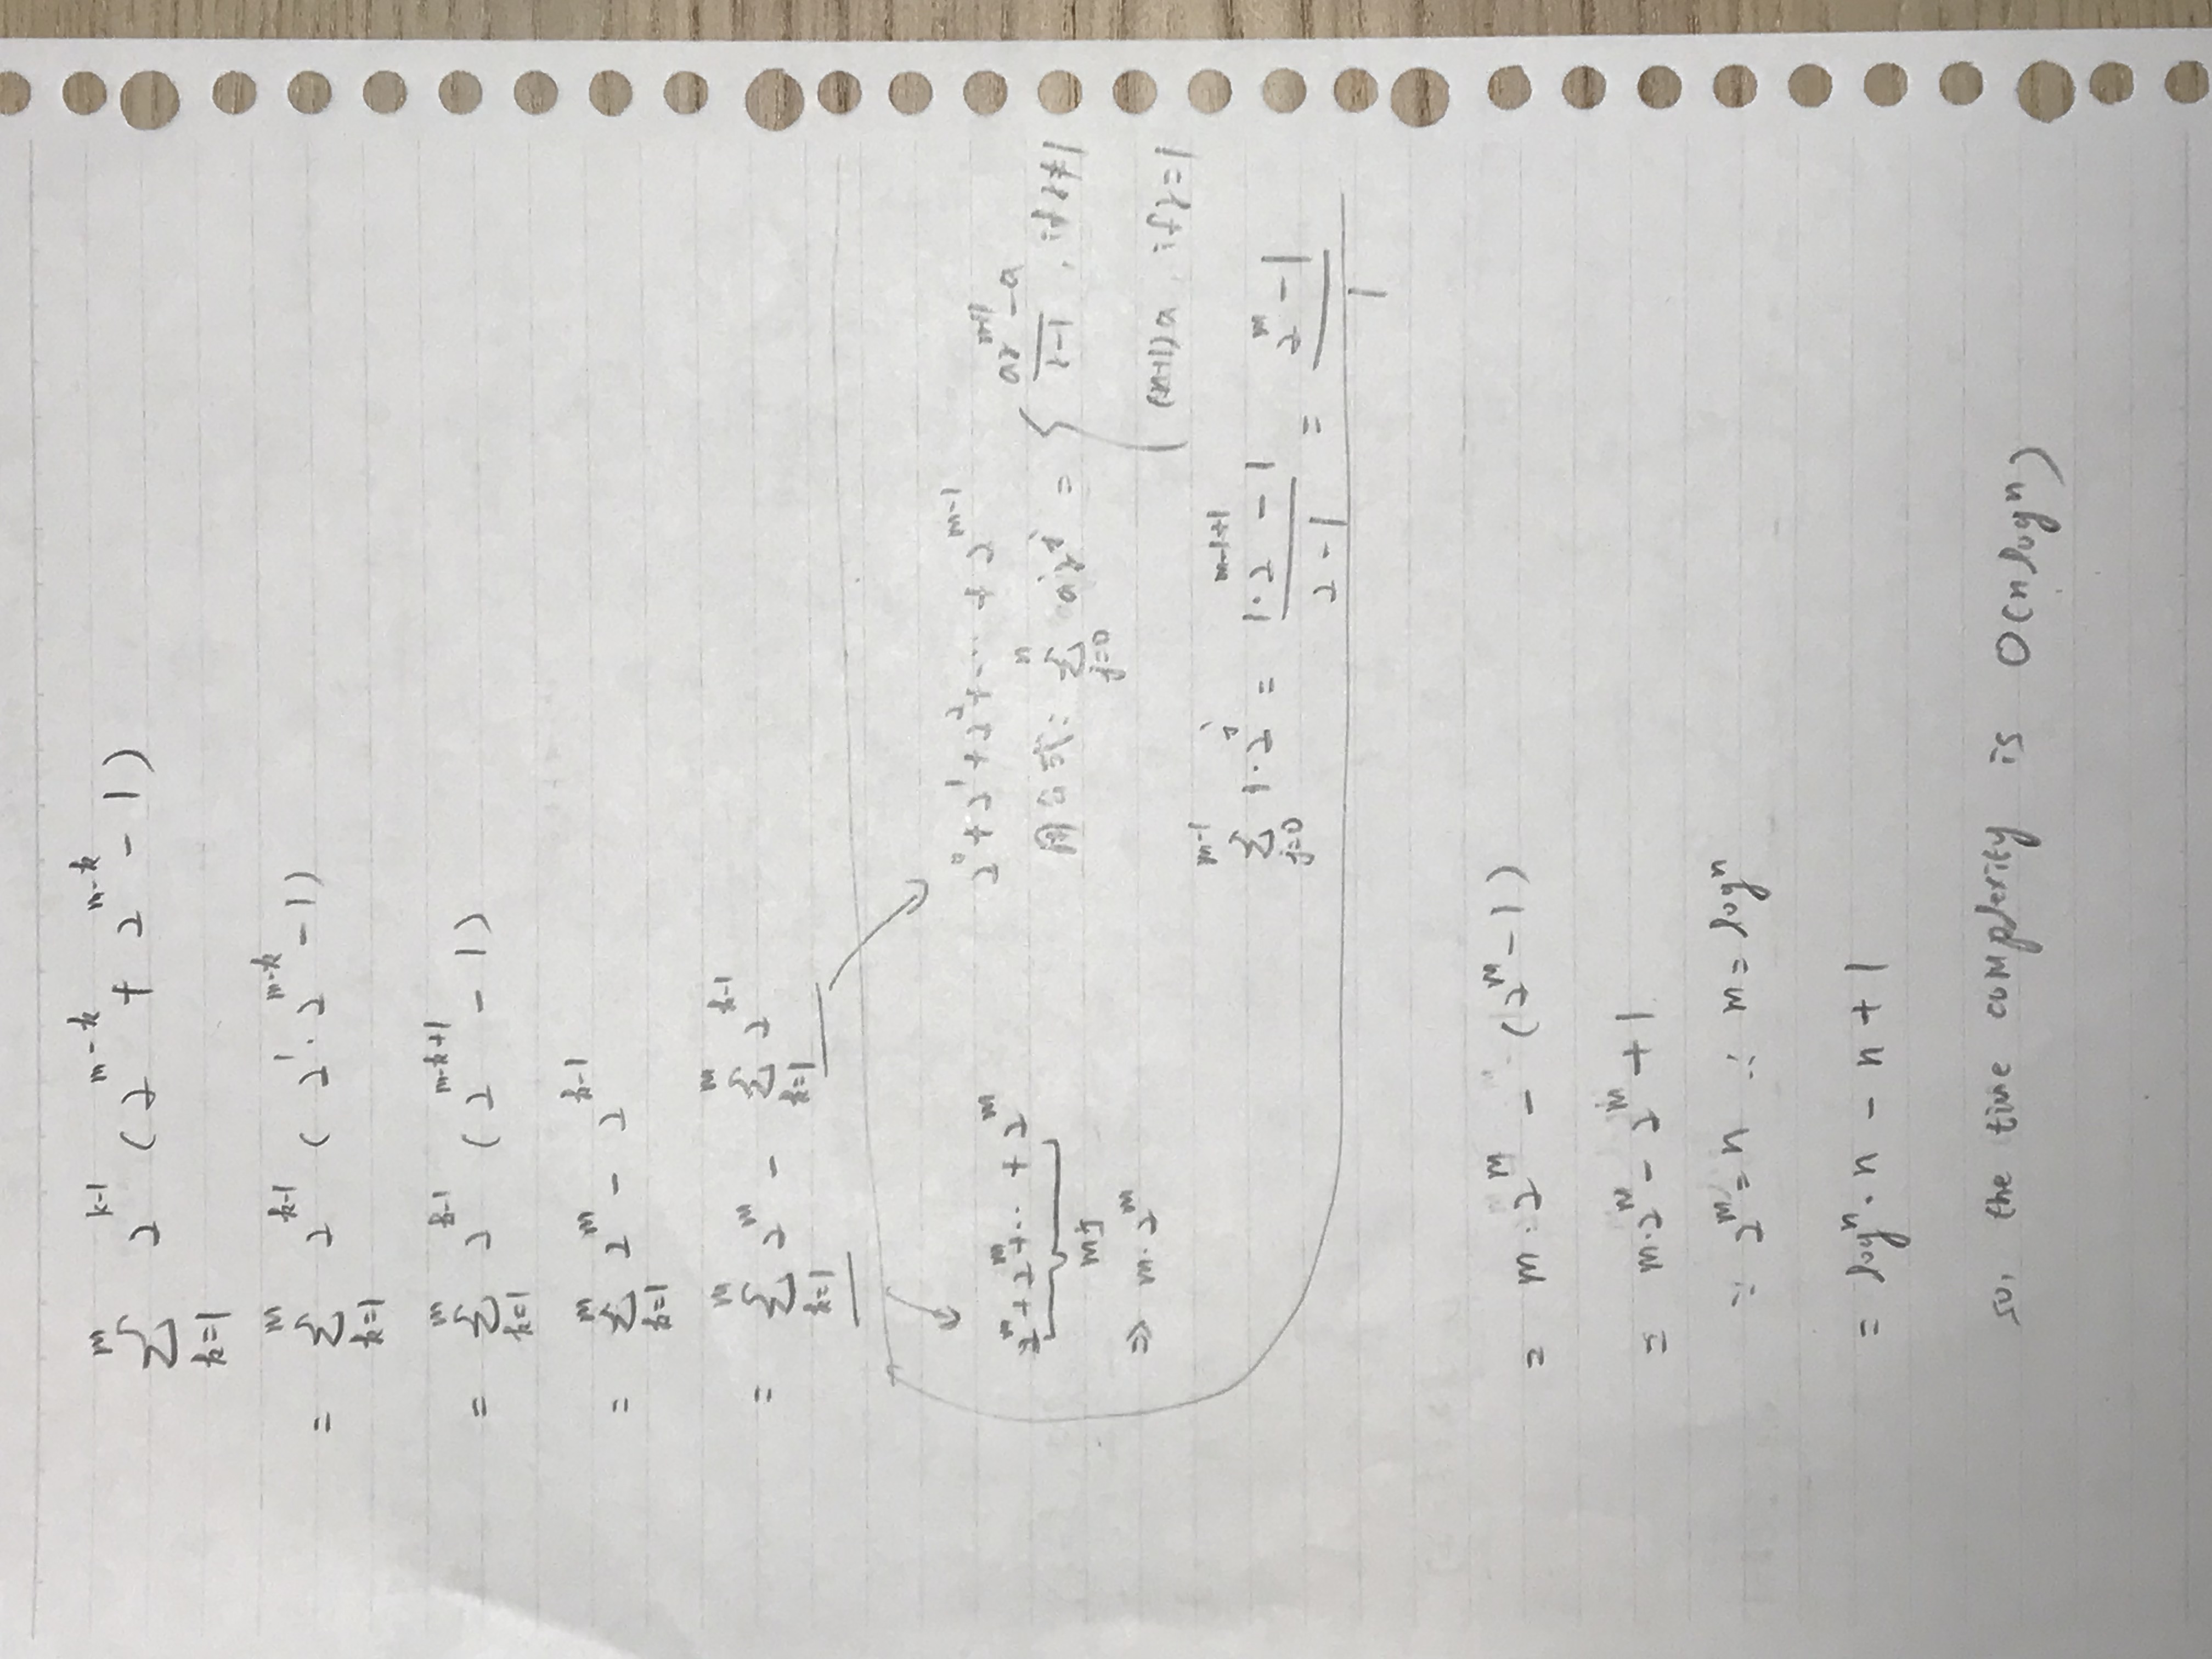 $\sum_{k=1}^{m} 2^{k-1} (2^{m-k} + 2^{m-k} - 1)$
$= \sum_{k=1}^{m} 2^{k-1} (2^{1} \cdot 2^{m-k} - 1)$
$= \sum_{k=1}^{m} 2^{k-1} (2^{m-k+1} - 1)$
$= \sum_{k=1}^{m} 2^{m} - 2^{k-1}$
$= \sum_{k=1}^{m} 2^{m} - \sum_{k=1}^{m} 2^{k-1}$
$2^{m} + 2^{m} + \cdots + 2^{m}$
m个
$\Rightarrow m \cdot 2^{m}$
$2^{0} + 2^{1} + 2^{2} + \cdots + 2^{m-1}$
用公式: $\sum_{j=0}^{n} ar^{j} = \begin{cases} \frac{ar^{n+1} - a}{r-1}, if r \neq 1 \\ (n+1)a, if r = 1 \end{cases}$
$\sum_{j=0}^{m-1} 1 \cdot 2^{j} = \frac{1 \cdot 2^{m-1+1} - 1}{2-1} = \frac{2^{m} - 1}{1}$
$= m \cdot 2^{m} - (2^{m} - 1)$
$= m \cdot 2^{m} - 2^{m} + 1$
$\because 2^{m} = n \therefore m = log^{n}$
$= log^{n} \cdot n - n + 1$
so, the time complexity is $O(n log^{n})$